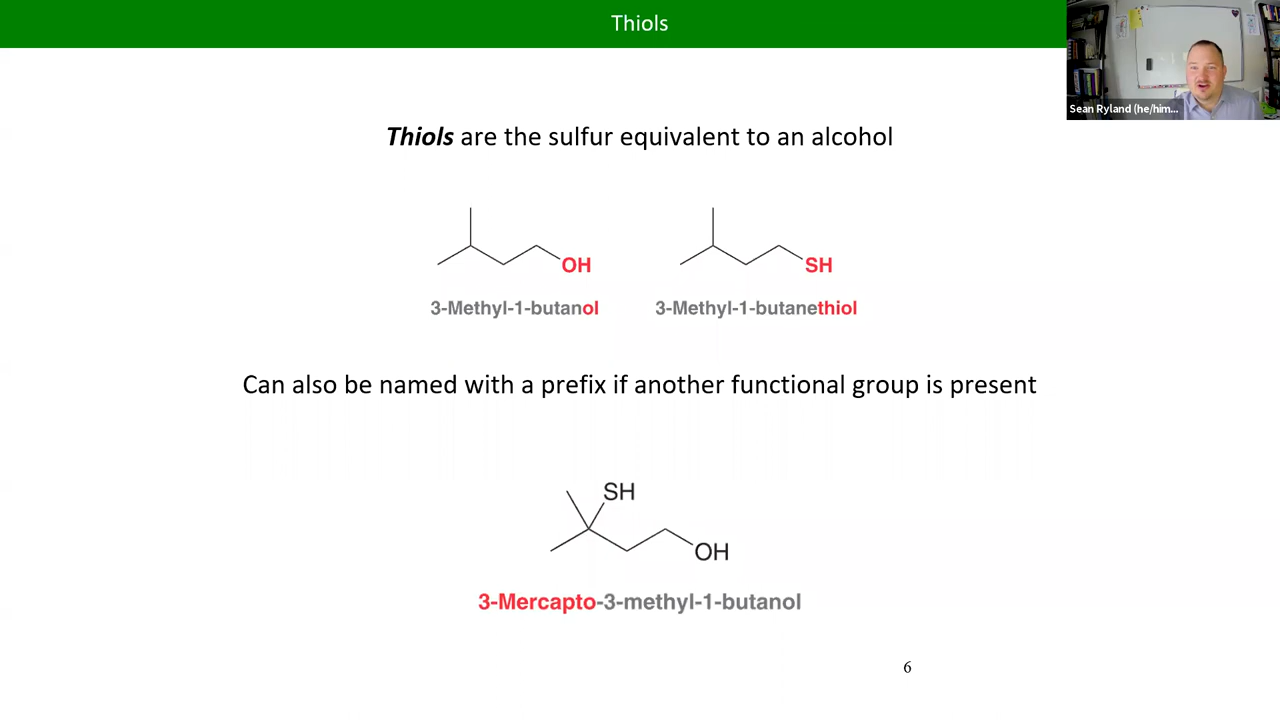 Thiols
Sean Ryland (he/him...
Thiols are the sulfur equivalent to an alcohol
OH
SH
3-Methyl-1-butanol
3-Methyl-1-butanethiol
Can also be named with a prefix if another functional group is present
SH
OH
3-Mercapto-3-methyl-1-butanol
6